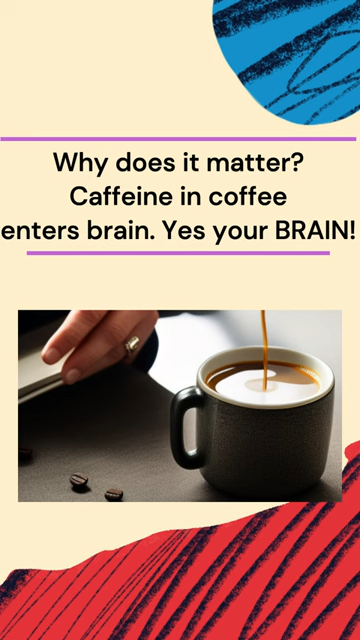 Why does it matter?
Caffeine in coffee
enters brain. Yes your BRAIN!